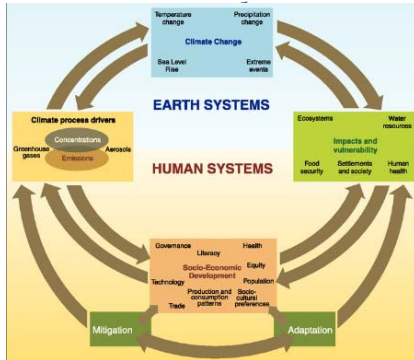 Temperature
change
Precipitation
change
Climate Change
Sea Level
Rise
Extreme
events
EARTH SYSTEMS
Climate process drivers
Concentrations
Greenhouse
gases
Aerosols
Emissions
Ecosystems
Water
resources
Impacts and
vulnerability
Food
security
Settlements
and society
Human
health
HUMAN SYSTEMS
Governance
Literacy
Health
Socio-Economic
Development
Equity
Technology
Population
Production and
consumption
patterns
Socio-
cultural
preferences
Trade
Mitigation
Adaptation